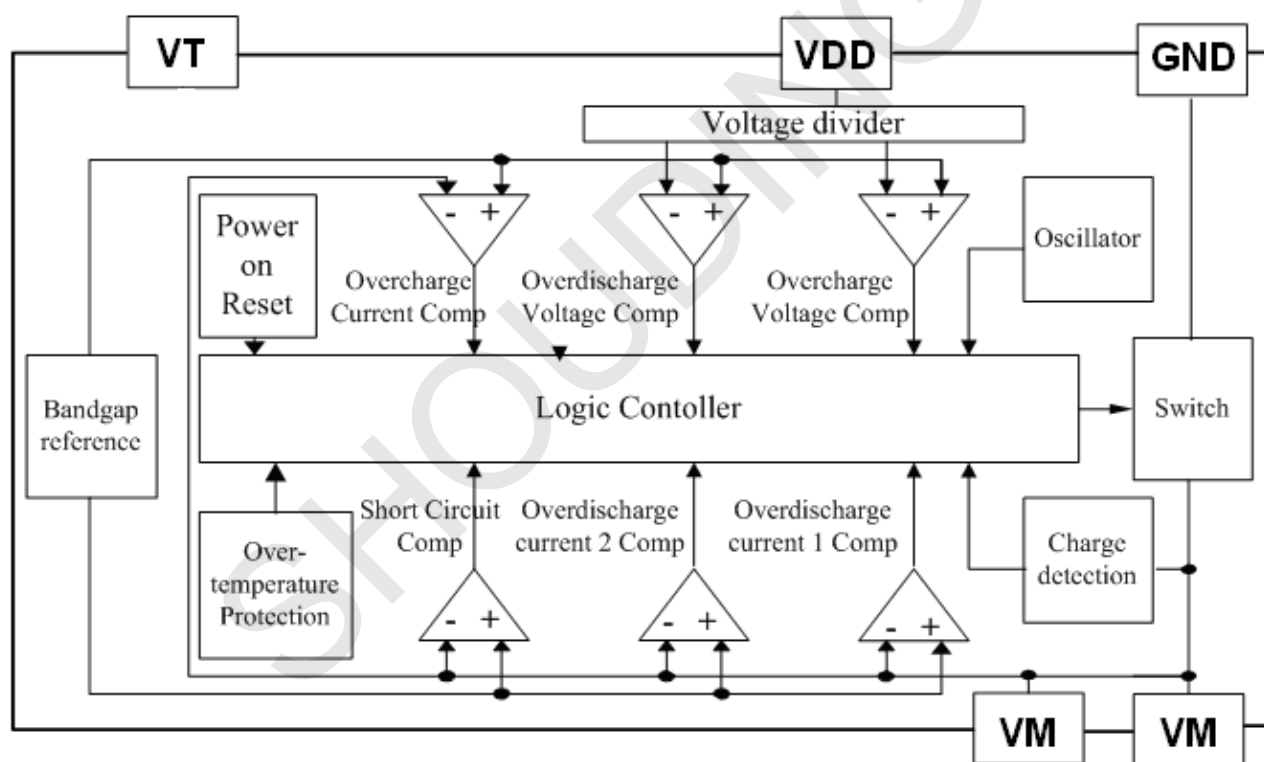 VT
VDD
GND
Voltage divider
- +
- +
- +
Power
on
Reset
Oscillator
Overcharge
Current Comp
Overdischarge
Voltage Comp
Overcharge
Voltage Comp
Bandgap
reference
Logic Contoller
Switch
Short Circuit
Comp
Overdischarge
current 2 Comp
Overdischarge
current 1 Comp
Over-
temperature
Protection
Charge
detection
- +
- +
- +
VM
VM
SHOUDING